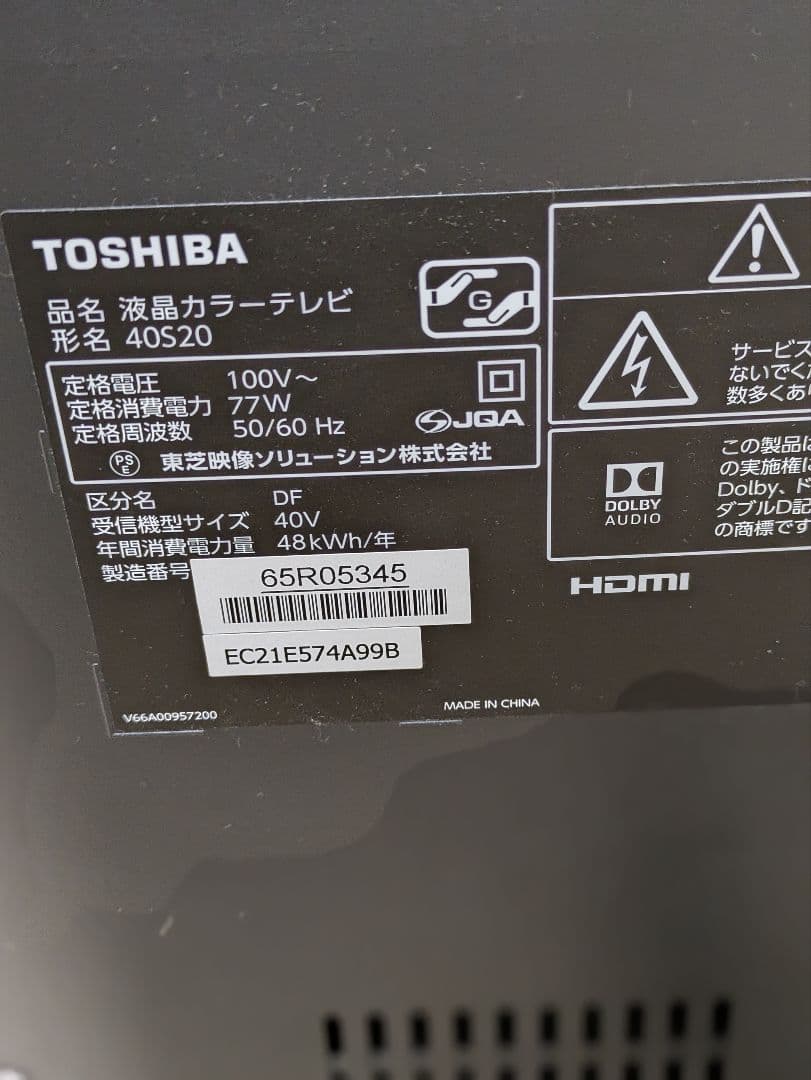 TOSHIBA
品名 液晶カラーテレビ
形名 40S20
G
定格電圧 100V～
定格消費電力 77W
定格周波数 50/60 Hz
JQA
PS
E
東芝映像ソリューション株式会社
区分名 DF
受信機型サイズ 40V
年間消費電力量 48kWh/年
製造番号
65R05345
EC21E574A99B
V66A00957200
MADE IN CHINA
サービス
ないでく
数多くあ
DOLBY
AUDIO
この製品
の実施権
Dolby、ド
ダブルD記
の商標です
HDMI